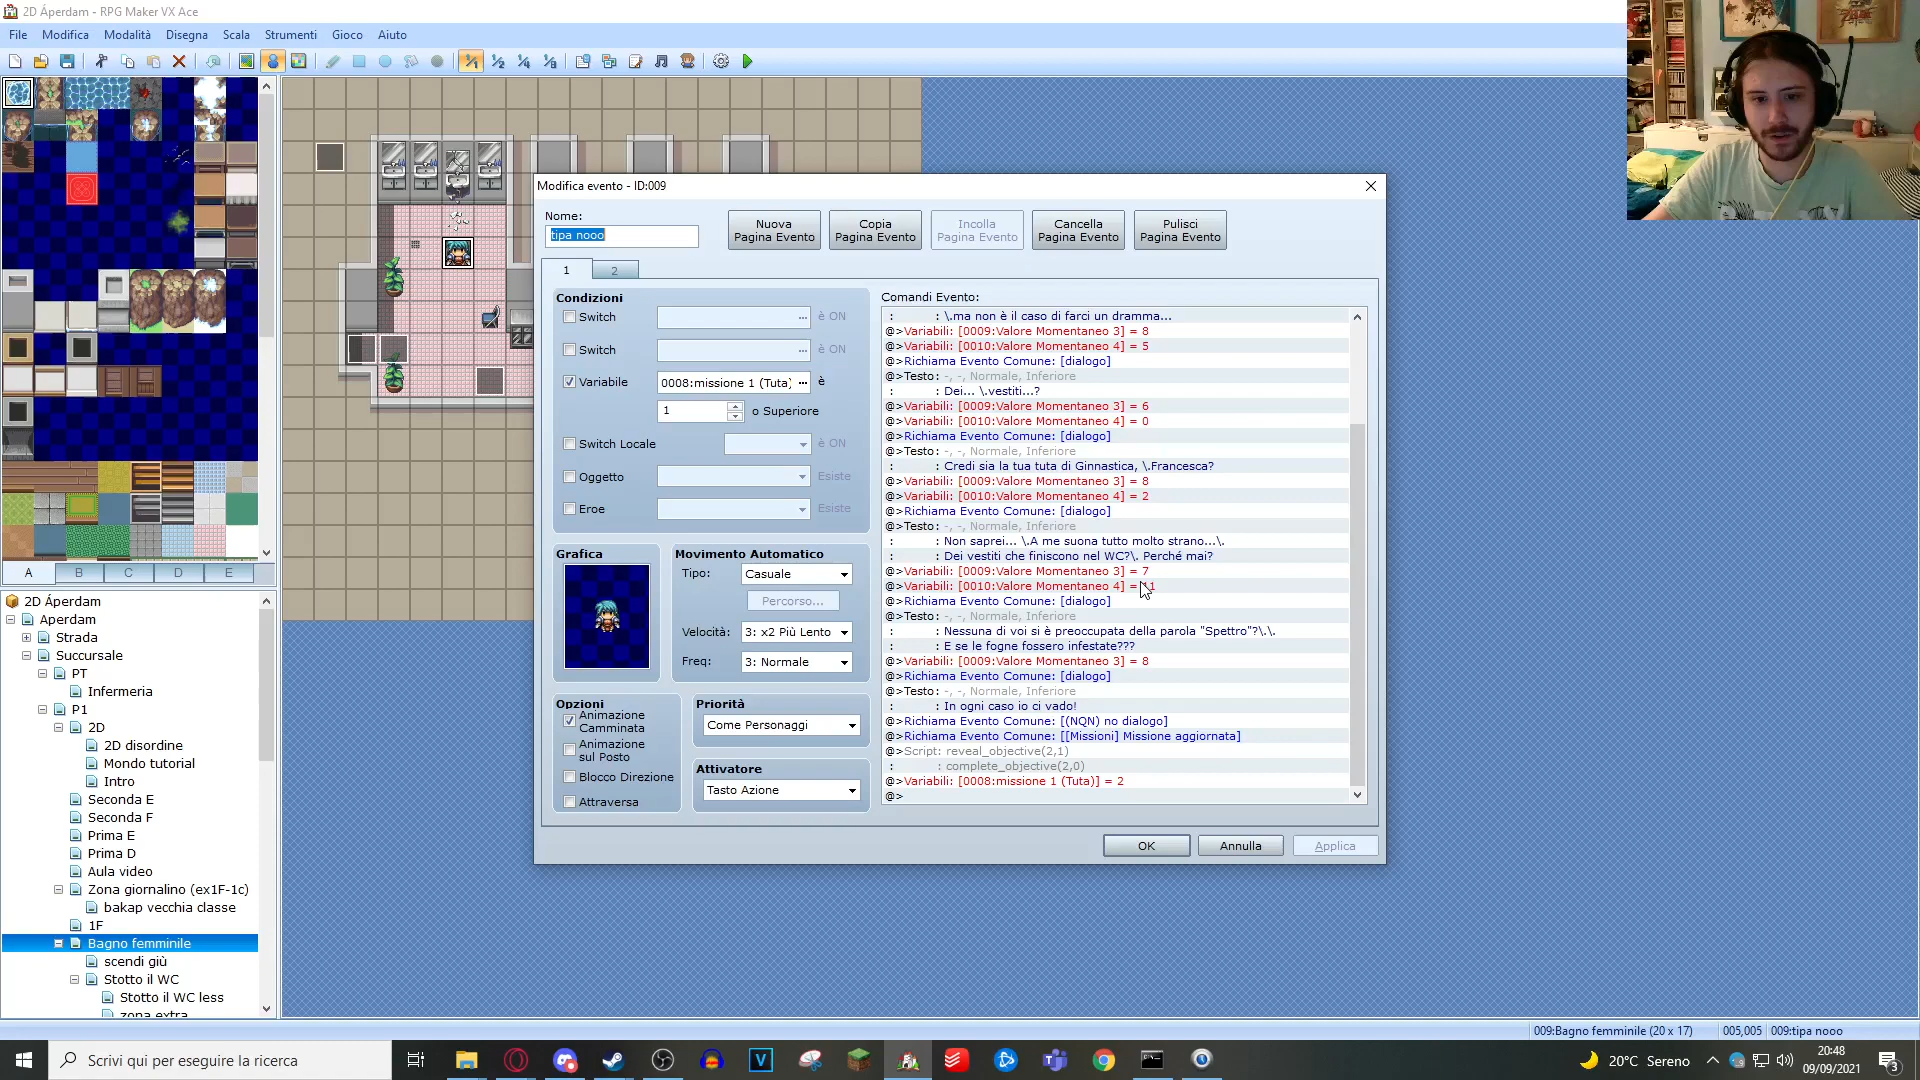 2D Áperdam - RPG Maker VX Ace
File Modifica Modalità Disegna Scala Strumenti Gioco Aiuto
Modifica evento - ID:009
Nome:
tipa nooo
Nuova
Pagina Evento
Copia
Pagina Evento
Incolla
Pagina Evento
Cancella
Pagina Evento
Pulisci
Pagina Evento
1 2
Condizioni
Switch ... è ON
Switch ... è ON
Variabile 0008:missione 1 (Tuta) ... è
1 o Superiore
Switch Locale è ON
Oggetto Esiste
Eroe Esiste
Grafica
Movimento Automatico
Tipo: Casuale
Percorso...
Velocità: 3: x2 Più Lento
Freq: 3: Normale
Opzioni
Animazione
Camminata
Animazione
sul Posto
Blocco Direzione
Attraversa
Priorità
Come Personaggi
Attivatore
Tasto Azione
Comandi Evento:
: : \.ma non è il caso di farci un dramma...
@>Variabili: [0009:Valore Momentaneo 3] = 8
@>Variabili: [0010:Valore Momentaneo 4] = 5
@>Richiama Evento Comune: [dialogo]
@>Testo: -, -, Normale, Inferiore
: : Dei... \.vestiti...?
@>Variabili: [0009:Valore Momentaneo 3] = 6
@>Variabili: [0010:Valore Momentaneo 4] = 0
@>Richiama Evento Comune: [dialogo]
@>Testo: -, -, Normale, Inferiore
: : Credi sia la tua tuta di Ginnastica, \.Francesca?
@>Variabili: [0009:Valore Momentaneo 3] = 8
@>Variabili: [0010:Valore Momentaneo 4] = 2
@>Richiama Evento Comune: [dialogo]
@>Testo: -, -, Normale, Inferiore
: : Non saprei... \.A me suona tutto molto strano...\.
: : Dei vestiti che finiscono nel WC?\. Perché mai?
@>Variabili: [0009:Valore Momentaneo 3] = 7
@>Variabili: [0010:Valore Momentaneo 4] =
@>Richiama Evento Comune: [dialogo]
@>Testo: -, -, Normale, Inferiore
: : Nessuna di voi si è preoccupata della parola "Spettro"?\.\.
: : E se le fogne fossero infestate???
@>Variabili: [0009:Valore Momentaneo 3] = 8
@>Richiama Evento Comune: [dialogo]
@>Testo: -, -, Normale, Inferiore
: : In ogni caso io ci vado!
@>Richiama Evento Comune: [(NQN) no dialogo]
@>Richiama Evento Comune: [[Missioni] Missione aggiornata]
@>Script: reveal_objective(2,1)
: : complete_objective(2,0)
@>Variabili: [0008:missione 1 (Tuta)] = 2
@>
OK Annulla Applica
A B C D E
2D Áperdam
Aperdam
Strada
Succursale
PT
Infermeria
P1
2D
2D disordine
Mondo tutorial
Intro
Seconda E
Seconda F
Prima E
Prima D
Aula video
Zona giornalino (ex1F-1c)
bakap vecchia classe
1F
Bagno femminile
scendi giù
Stotto il WC
Stotto il WC less
zona extra
009:Bagno femminile (20 x 17) 005,005 009:tipa nooo
Scrivi qui per eseguire la ricerca
20°C Sereno
20:48
09/09/2021
3